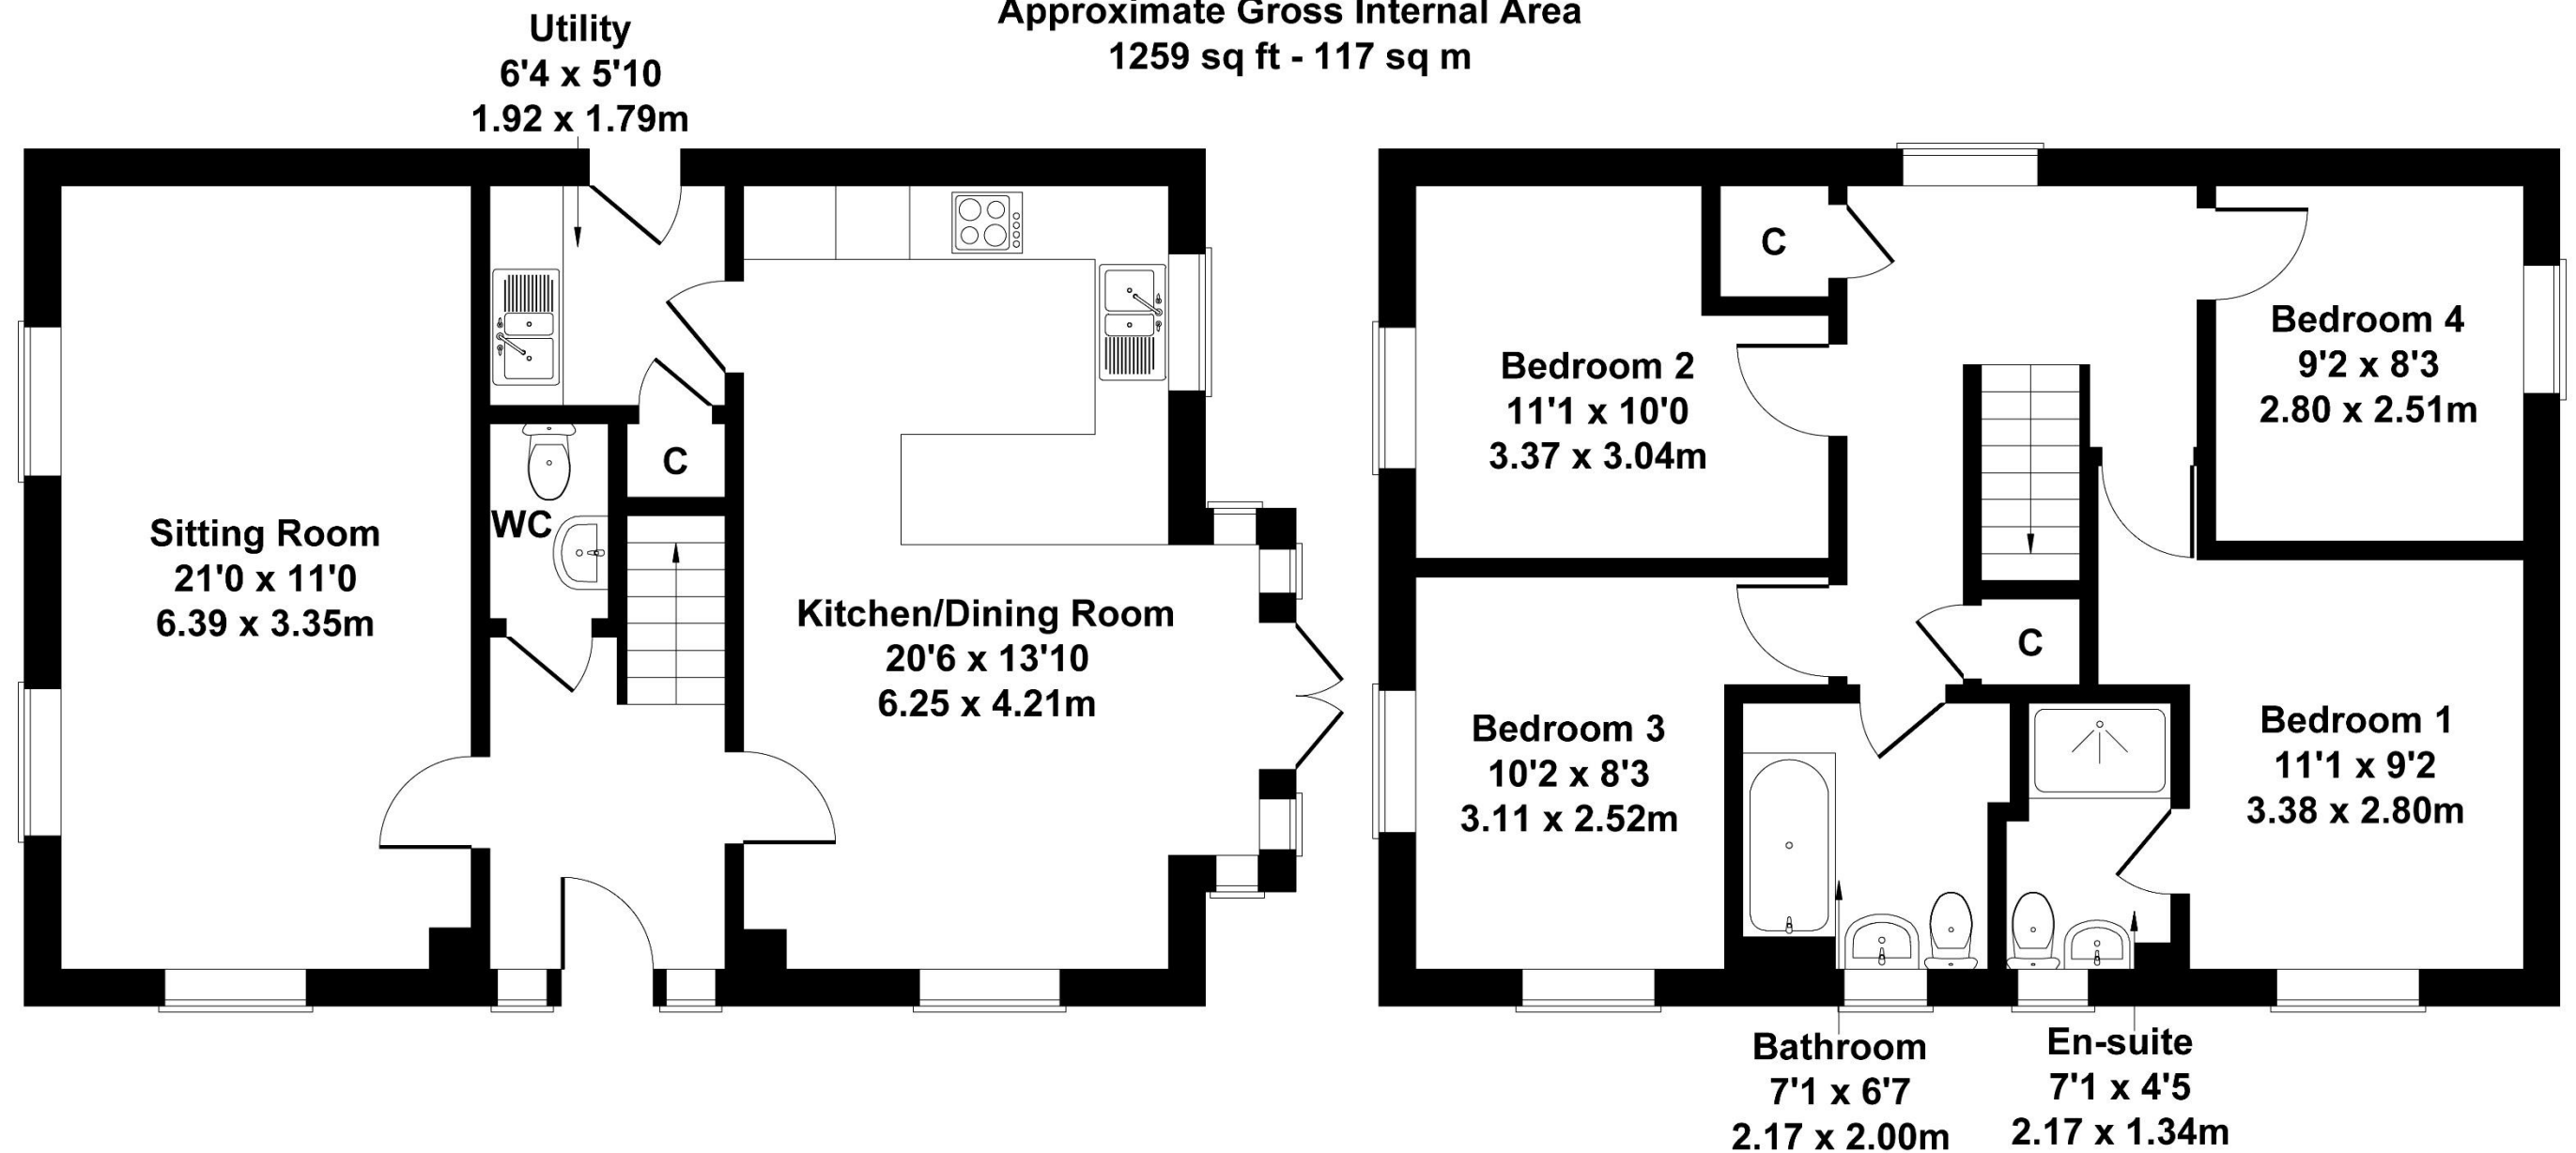 Approximate Gross Internal Area
1259 sq ft - 117 sq m
Utility
6'4 x 5'10
1.92 x 1.79m
Sitting Room
21'0 x 11'0
6.39 x 3.35m
WC
C
Kitchen/Dining Room
20'6 x 13'10
6.25 x 4.21m
C
Bedroom 2
11'1 x 10'0
3.37 x 3.04m
Bedroom 4
9'2 x 8'3
2.80 x 2.51m
C
Bedroom 3
10'2 x 8'3
3.11 x 2.52m
Bedroom 1
11'1 x 9'2
3.38 x 2.80m
Bathroom
7'1 x 6'7
2.17 x 2.00m
En-suite
7'1 x 4'5
2.17 x 1.34m